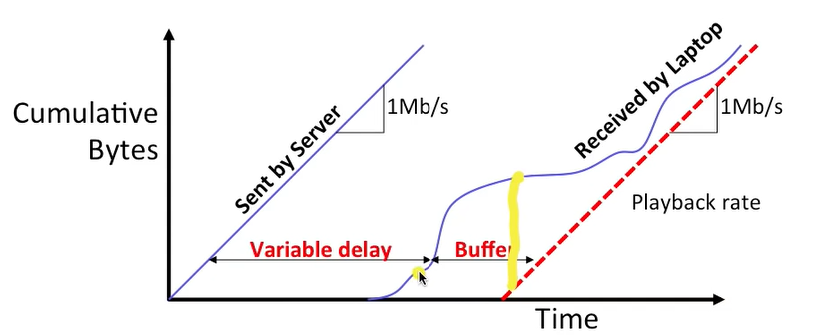 Cumulative
Bytes
Sent by Server
1Mb/s
Received by Laptop
1Mb/s
Playback rate
Variable delay
Buffer
Time